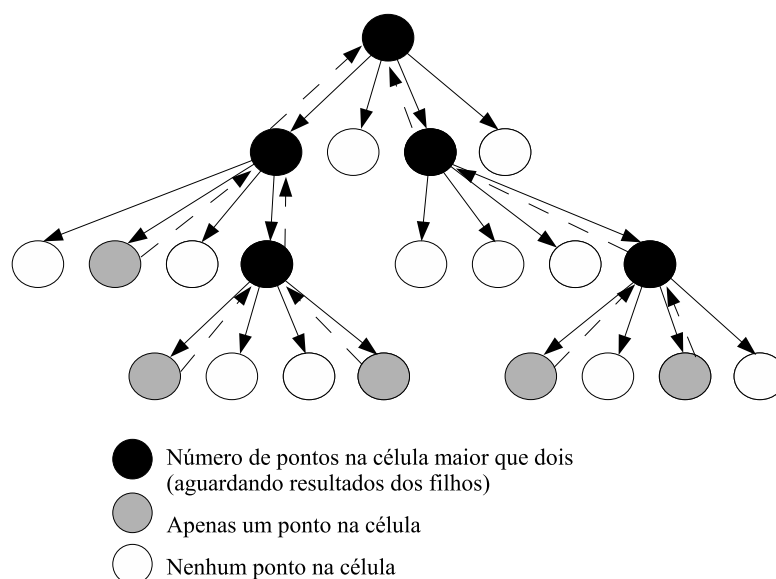 Número de pontos na célula maior que dois
(aguardando resultados dos filhos)
Apenas um ponto na célula
Nenhum ponto na célula